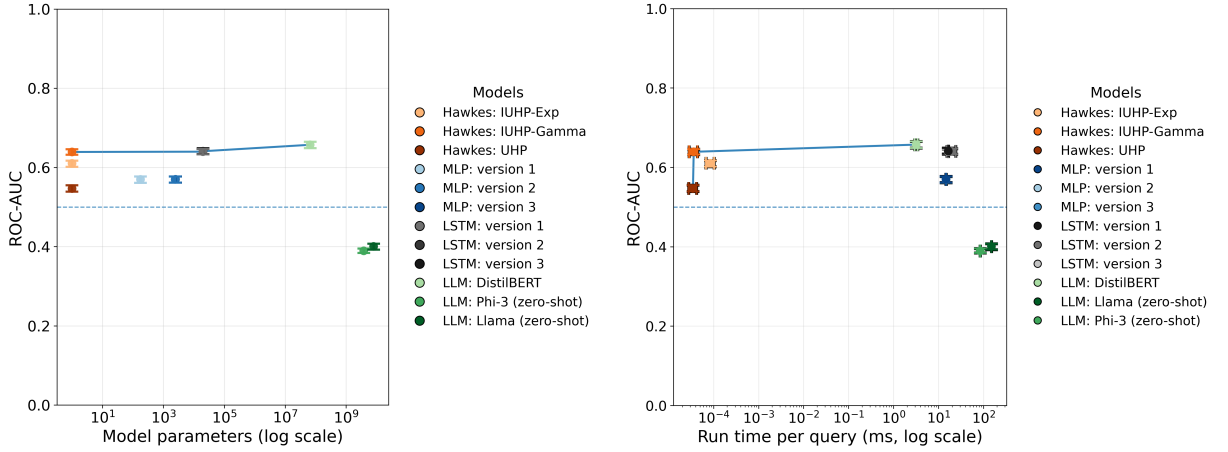 1.0
0.8
0.6
0.4
0.2
0.0
ROC-AUC
10^1
10^3
10^5
10^7
10^9
Model parameters (log scale)
Models
Hawkes: IUHP-Exp
Hawkes: IUHP-Gamma
Hawkes: UHP
MLP: version 1
MLP: version 2
MLP: version 3
LSTM: version 1
LSTM: version 2
LSTM: version 3
LLM: DistilBERT
LLM: Phi-3 (zero-shot)
LLM: Llama (zero-shot)
1.0
0.8
0.6
0.4
0.2
0.0
ROC-AUC
10^−4
10^−3
10^−2
10^−1
10^0
10^1
10^2
Run time per query (ms, log scale)
Models
Hawkes: IUHP-Exp
Hawkes: IUHP-Gamma
Hawkes: UHP
MLP: version 1
MLP: version 2
MLP: version 3
LSTM: version 1
LSTM: version 2
LSTM: version 3
LLM: DistilBERT
LLM: Llama (zero-shot)
LLM: Phi-3 (zero-shot)